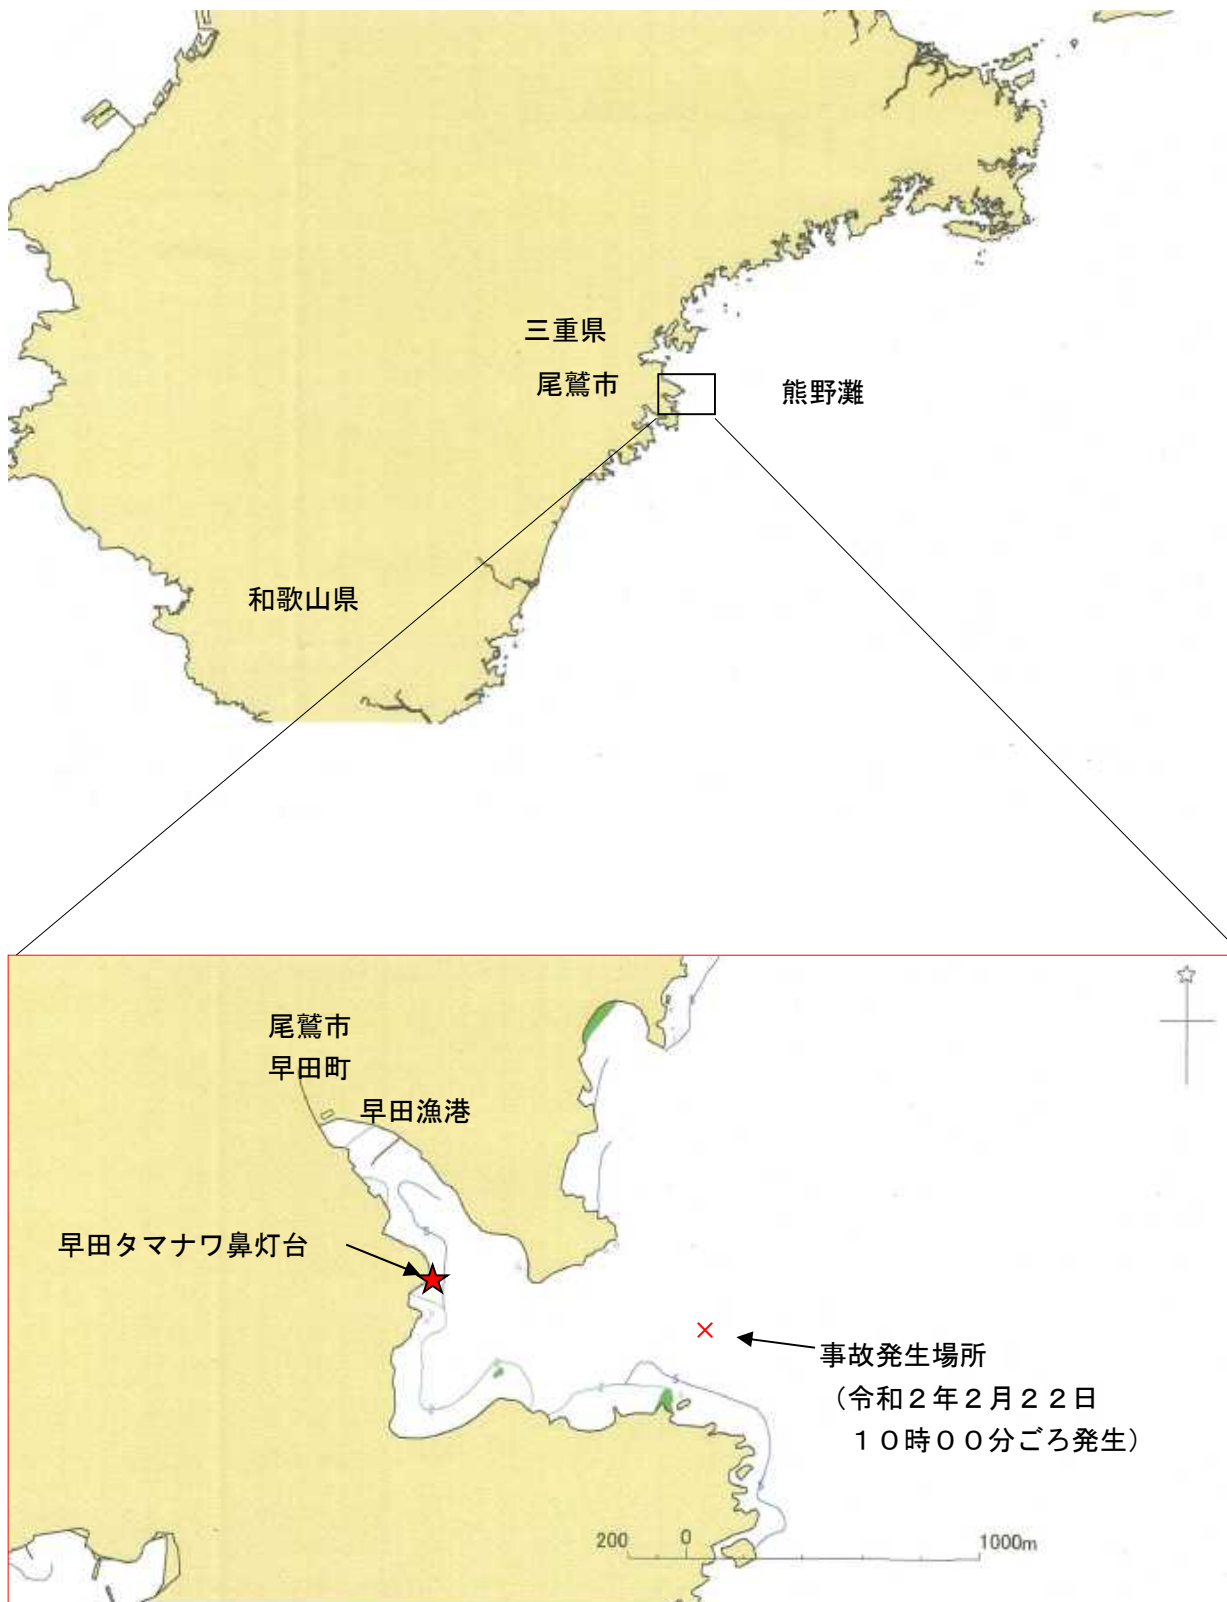 三重県
尾鷲市
熊野灘
和歌山県
尾鷲市
早田町
早田漁港
早田タマナワ鼻灯台
事故発生場所
（令和２年２月２２日
１０時００分ごろ発生）
200 0 1000m